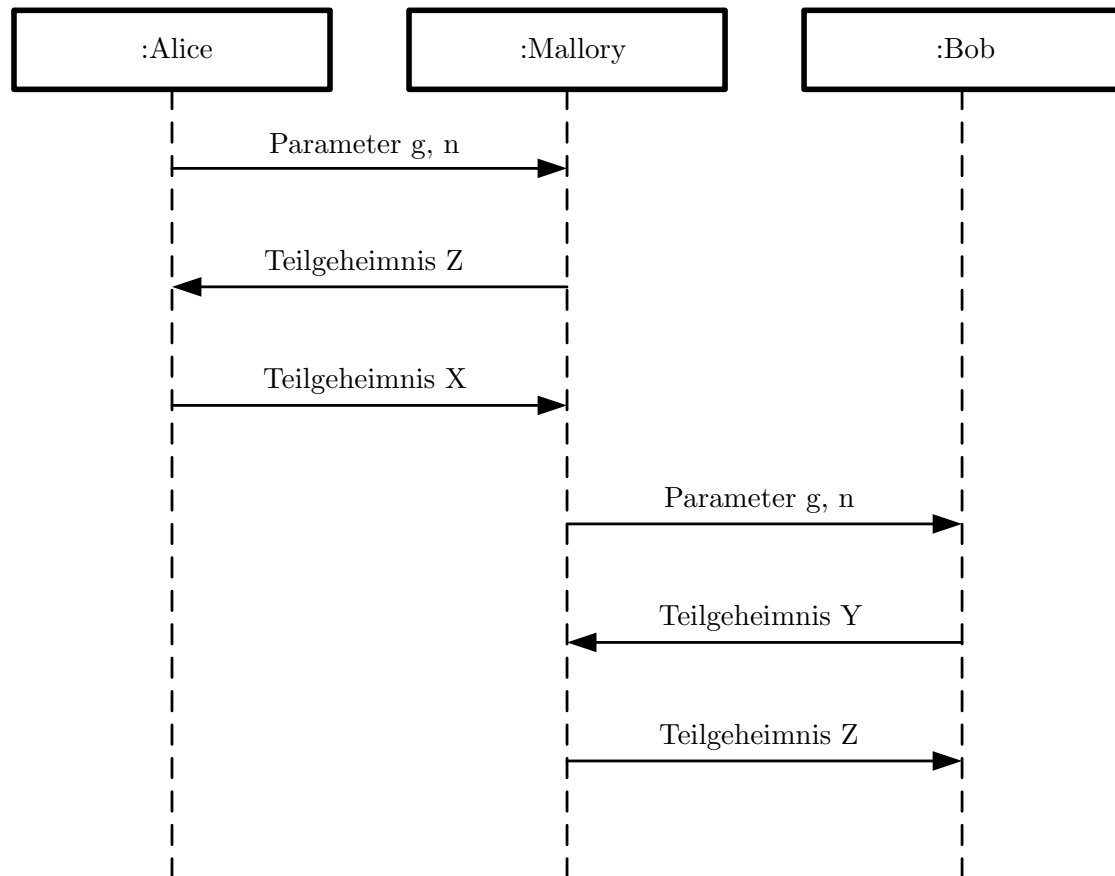 :Alice
:Mallory
:Bob
Parameter g, n
Teilgeheimnis Z
Teilgeheimnis X
Parameter g, n
Teilgeheimnis Y
Teilgeheimnis Z